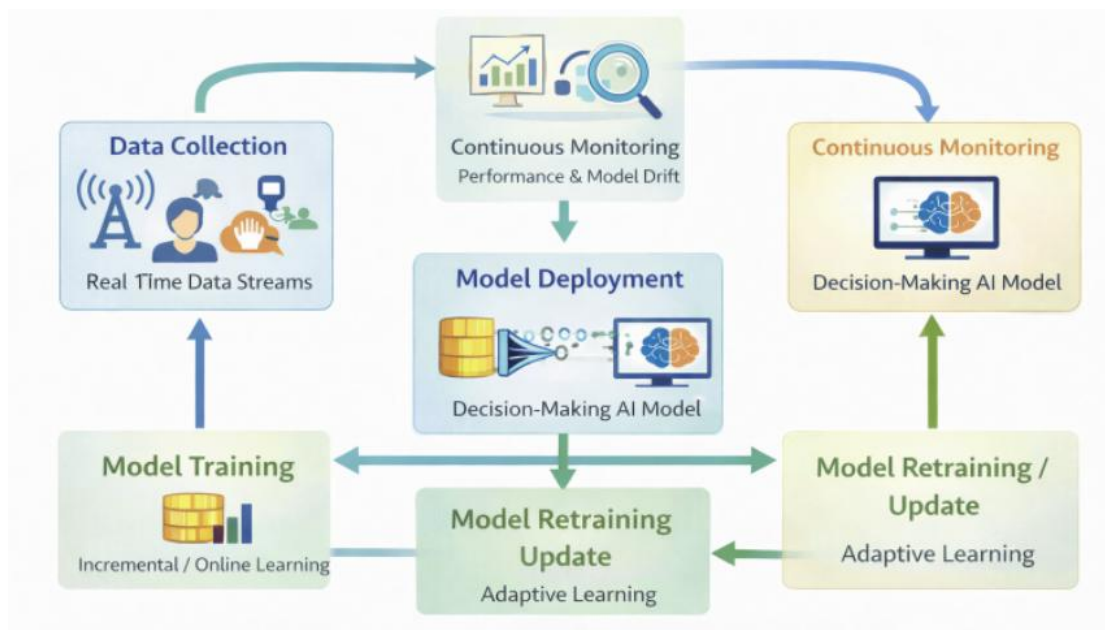 Continuous Monitoring
Performance & Model Drift
Data Collection
Real Time Data Streams
Continuous Monitoring
Decision-Making AI Model
Model Deployment
Decision-Making AI Model
Model Training
Incremental / Online Learning
Model Retraining
Update
Adaptive Learning
Model Retraining /
Update
Adaptive Learning